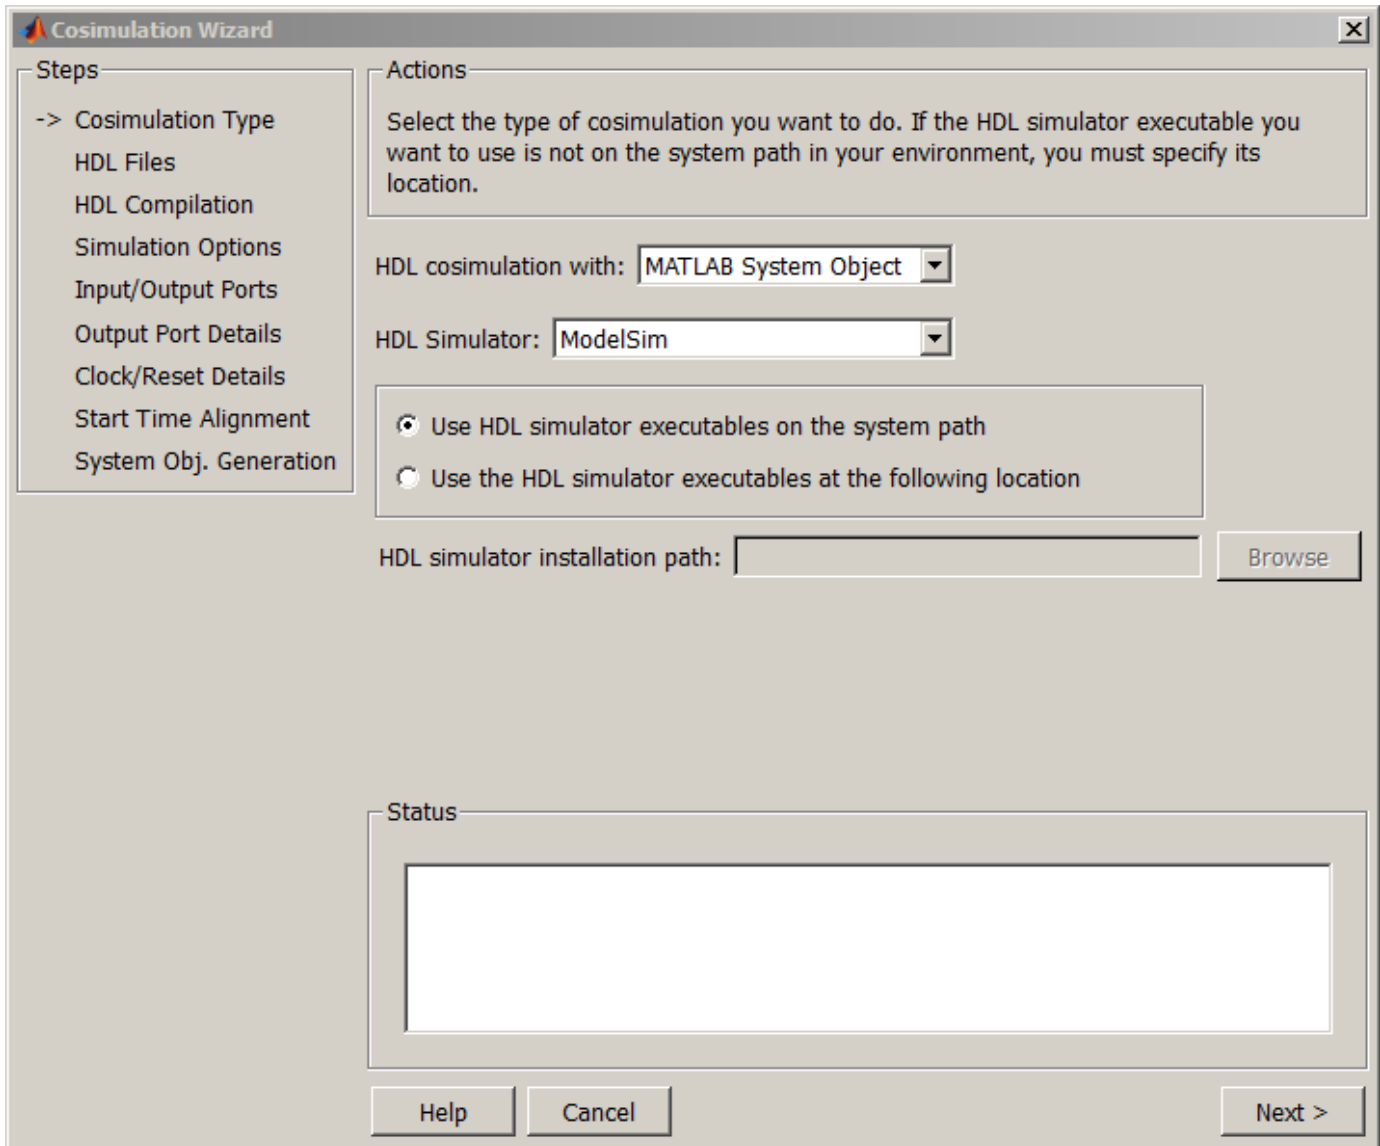 Cosimulation Wizard
Steps
-> Cosimulation Type
HDL Files
HDL Compilation
Simulation Options
Input/Output Ports
Output Port Details
Clock/Reset Details
Start Time Alignment
System Obj. Generation
Actions
Select the type of cosimulation you want to do. If the HDL simulator executable you
want to use is not on the system path in your environment, you must specify its
location.
HDL cosimulation with: MATLAB System Object
HDL Simulator: ModelSim
Use HDL simulator executables on the system path
Use the HDL simulator executables at the following location
HDL simulator installation path: Browse
Status
Help Cancel Next >